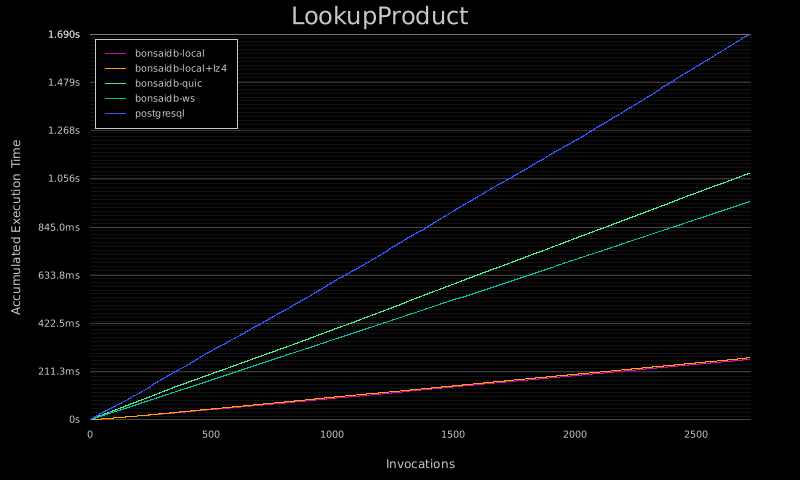 LookupProduct
1.690s
1.479s
1.268s
1.056s
845.0ms
633.8ms
422.5ms
211.3ms
0s
Accumulated Execution Time
bonsaidb-local
bonsaidb-local+lz4
bonsaidb-quic
bonsaidb-ws
postgresql
0 500 1000 1500 2000 2500
Invocations